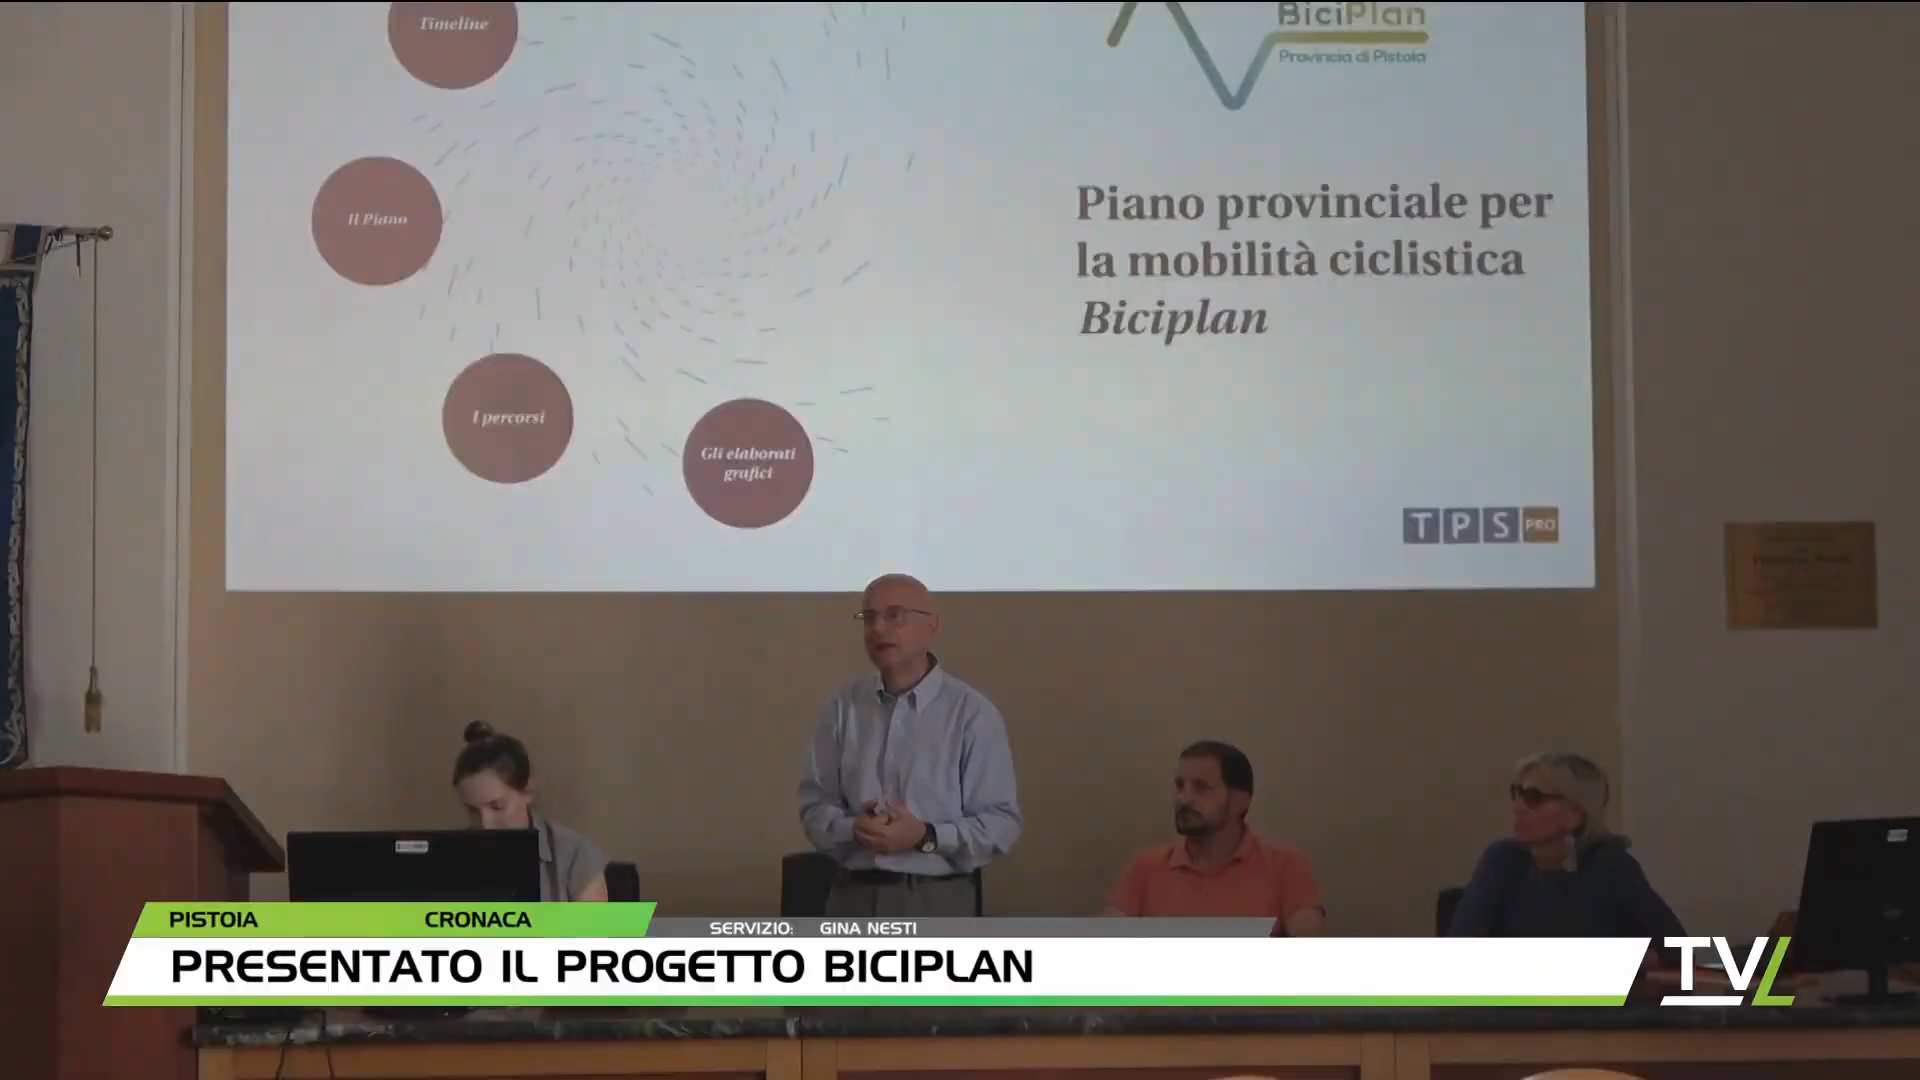 Timeline
Il Piano
I percorsi
Gli elaborati
grafici
BiciPlan
Provincia di Pistoia
Piano provinciale per
la mobilità ciclistica
Biciplan
TPS PRO
PISTOIA CRONACA
SERVIZIO: GINA NESTI
PRESENTATO IL PROGETTO BICIPLAN
TVL